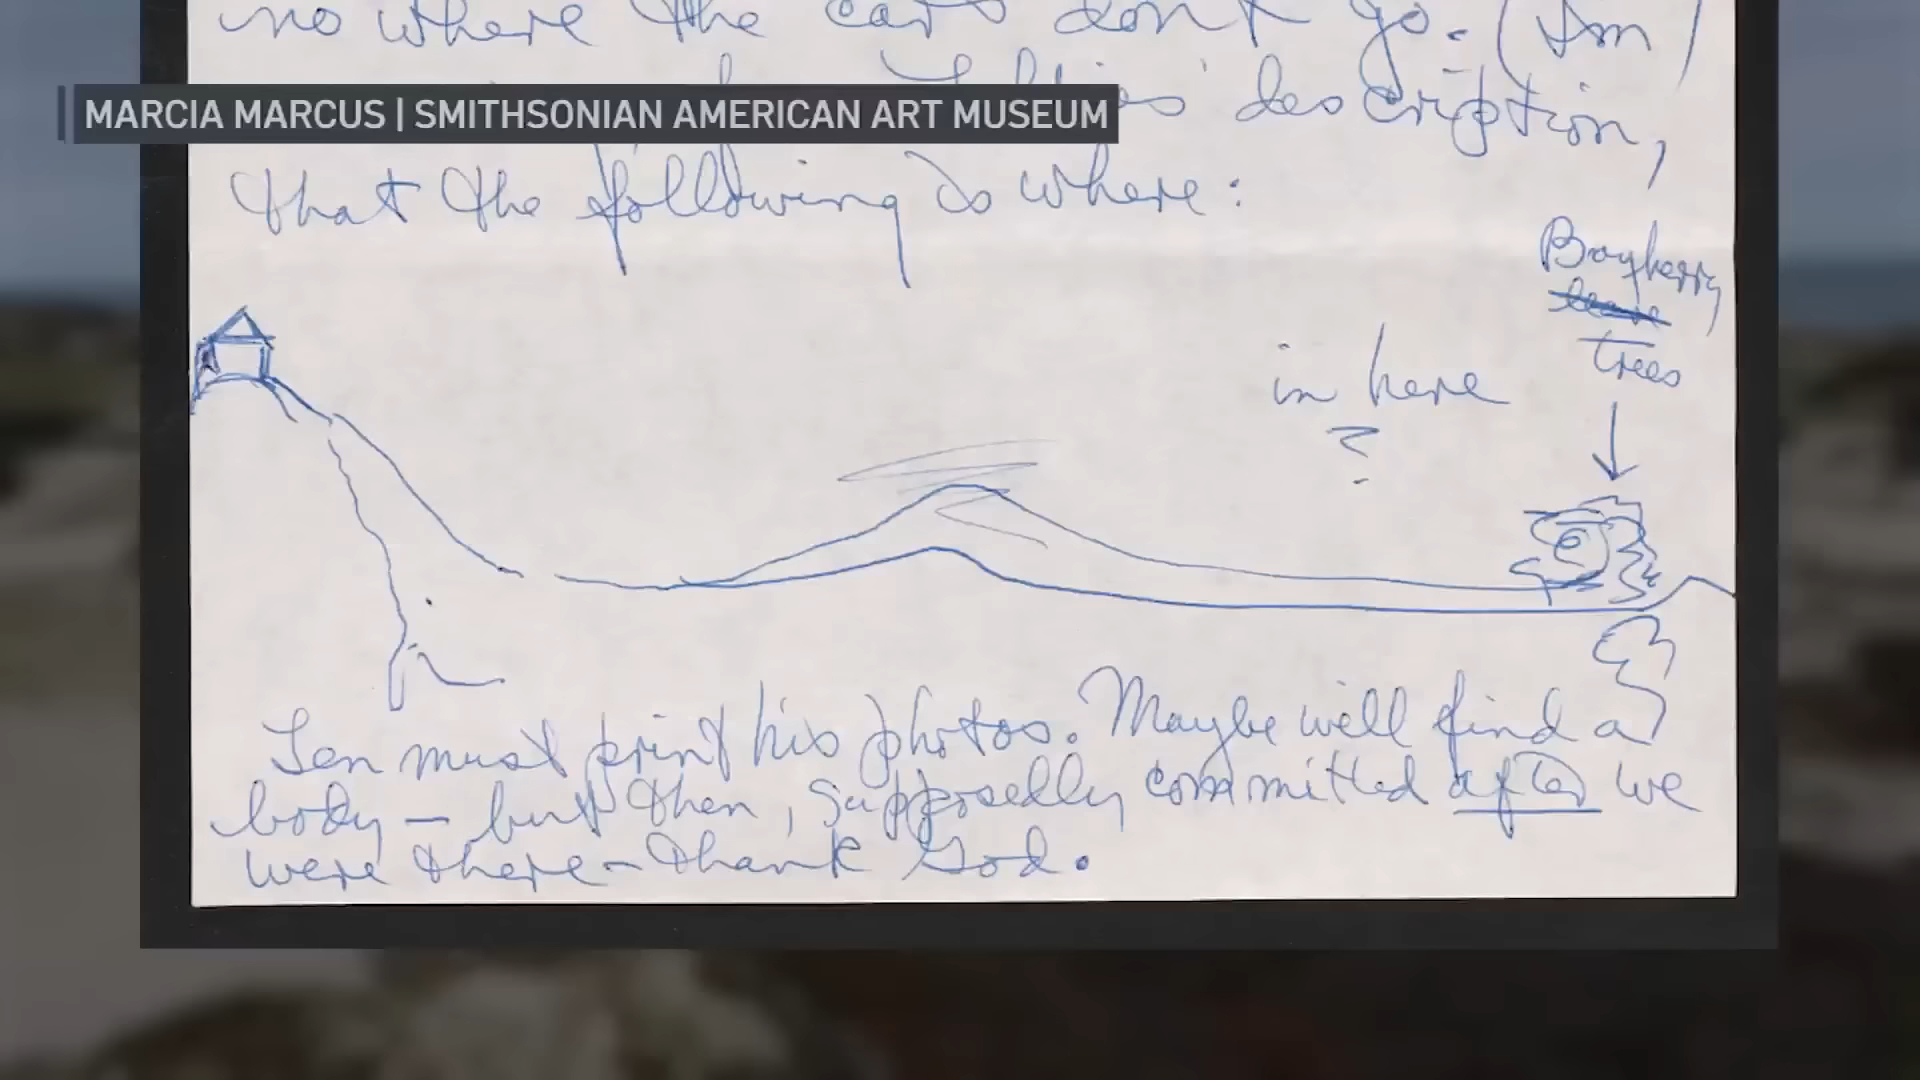 no where the cars don't go. (Am)
MARCIA MARCUS | SMITHSONIAN AMERICAN ART MUSEUM
description,
that the following is where:
Bayberry
trees
in here
?
Len must print his photos. Maybe we'll find a
body – but then, supposedly committed after we
were there – thank God.